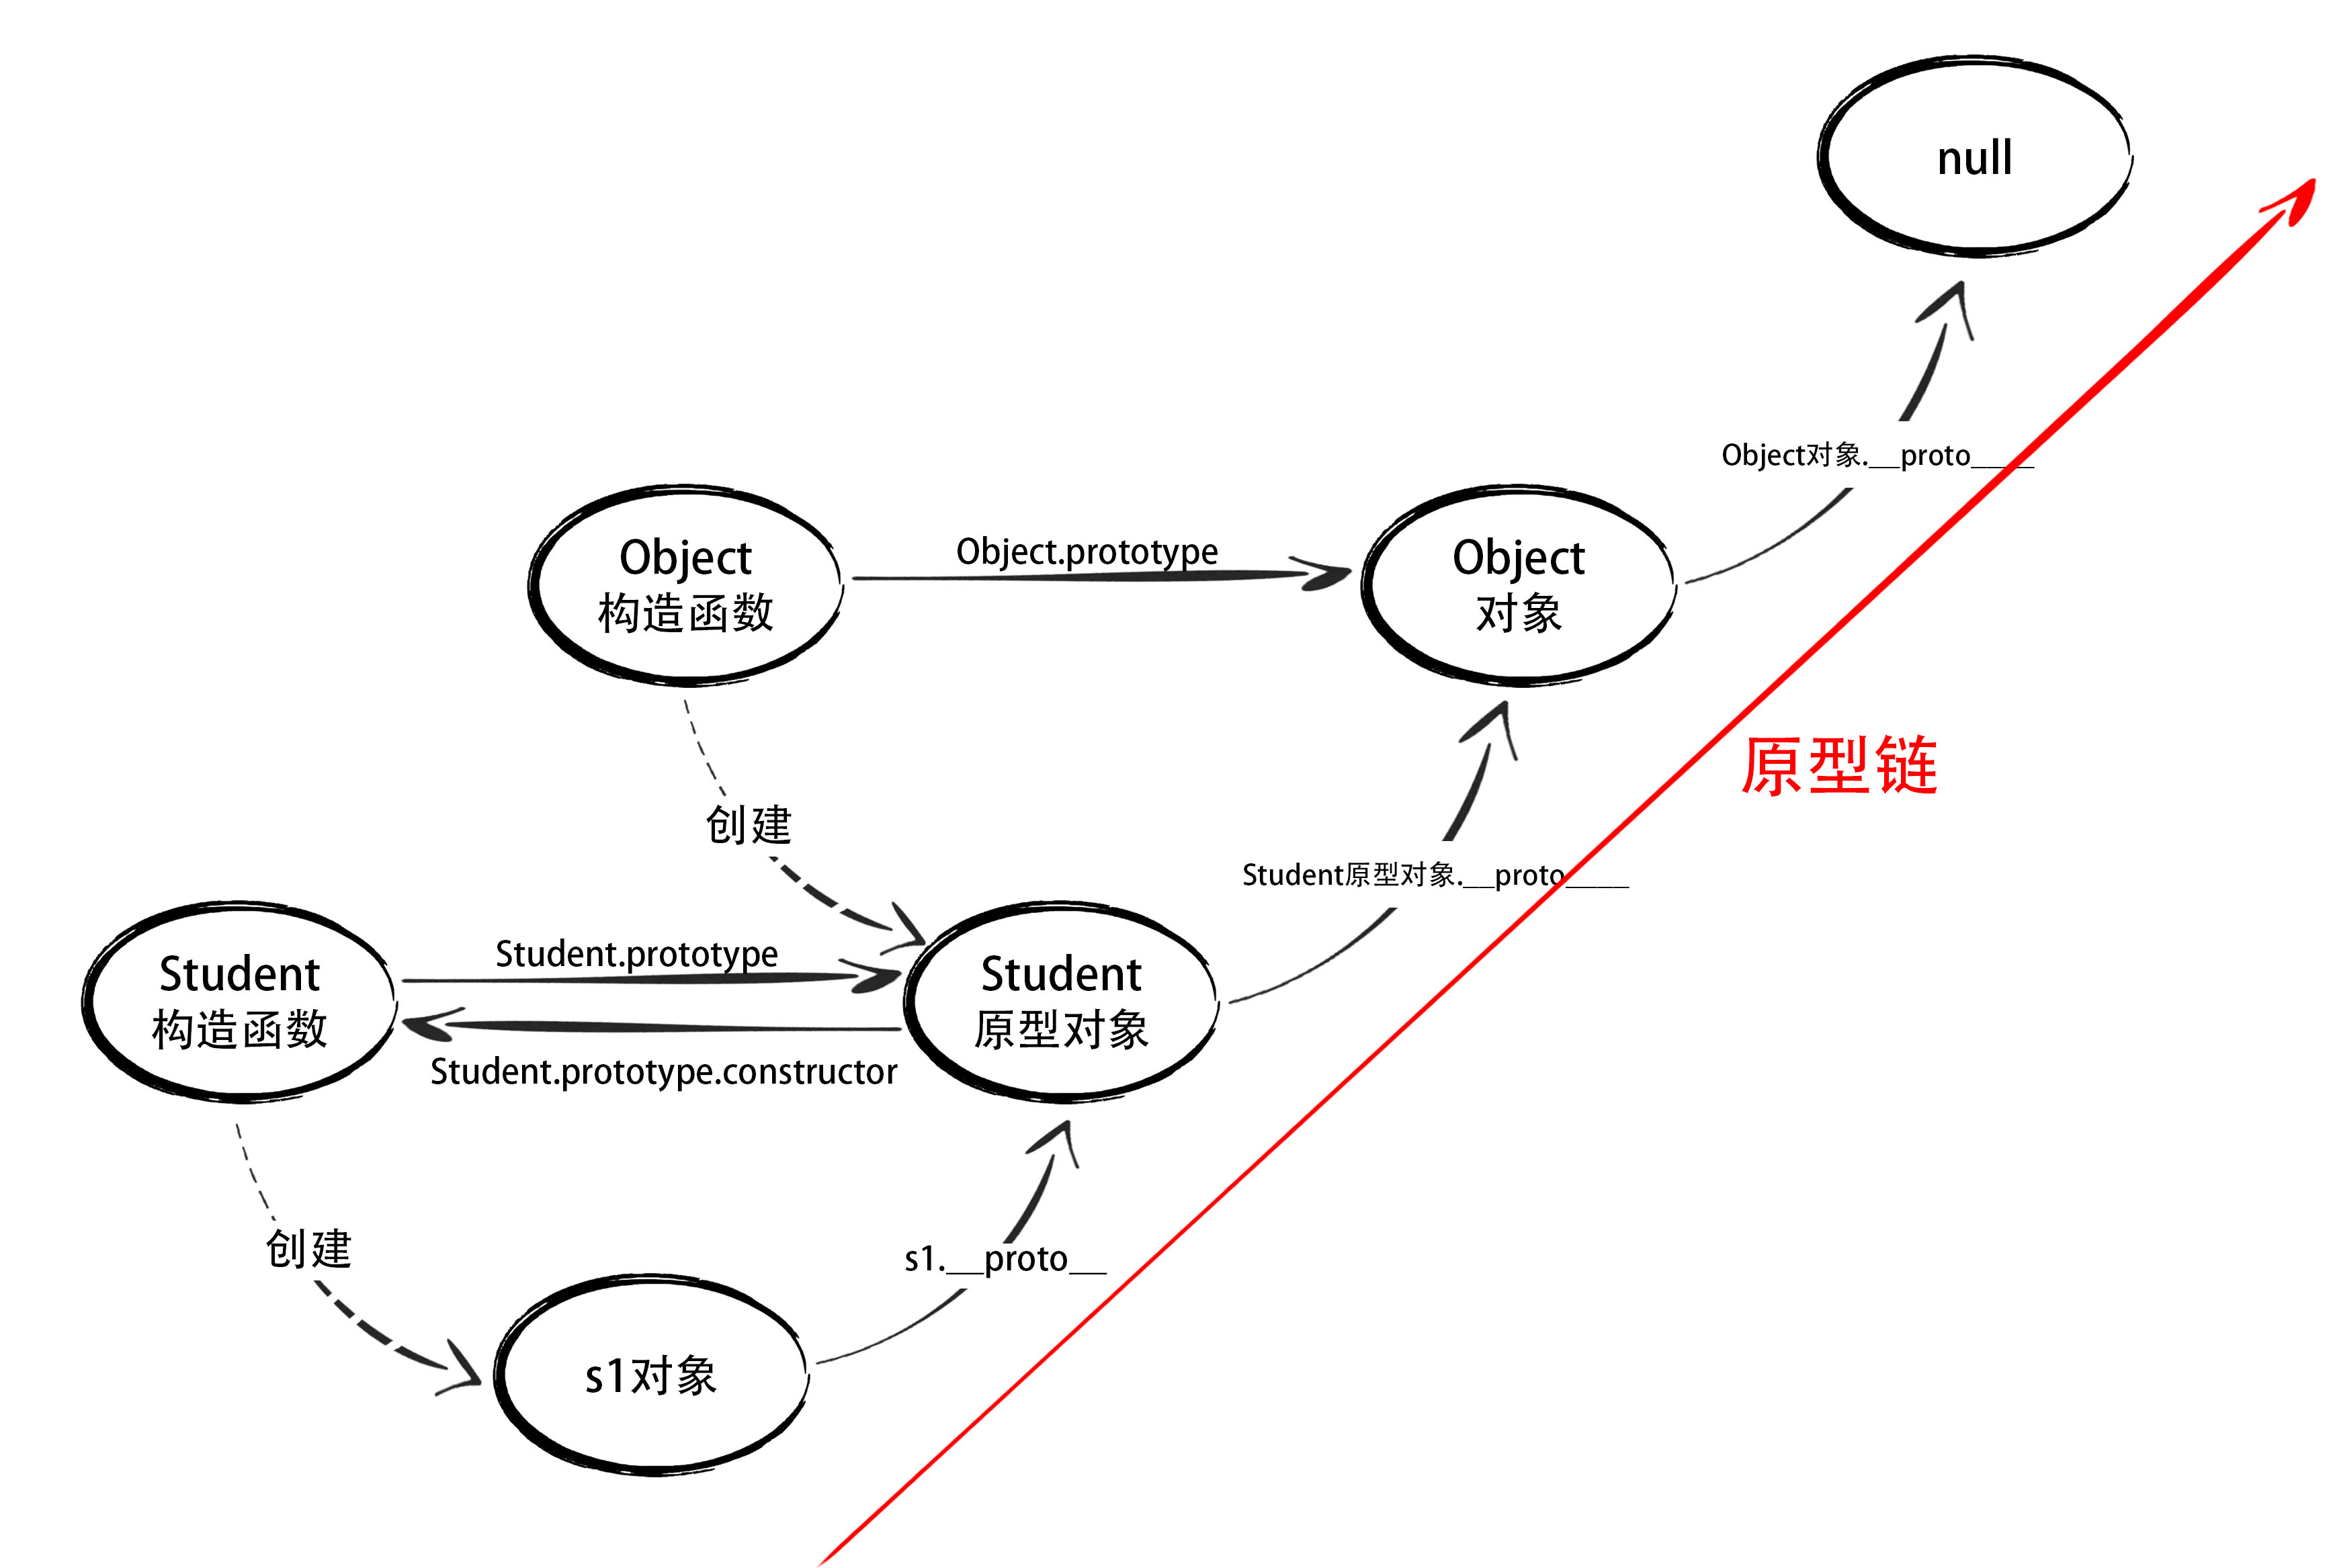 null
Object对象.__proto____
Object
构造函数
Object.prototype
Object
对象
原型链
创建
Student原型对象.__proto____
Student
构造函数
Student.prototype
Student.prototype.constructor
Student
原型对象
创建
s1.__proto__
s1对象